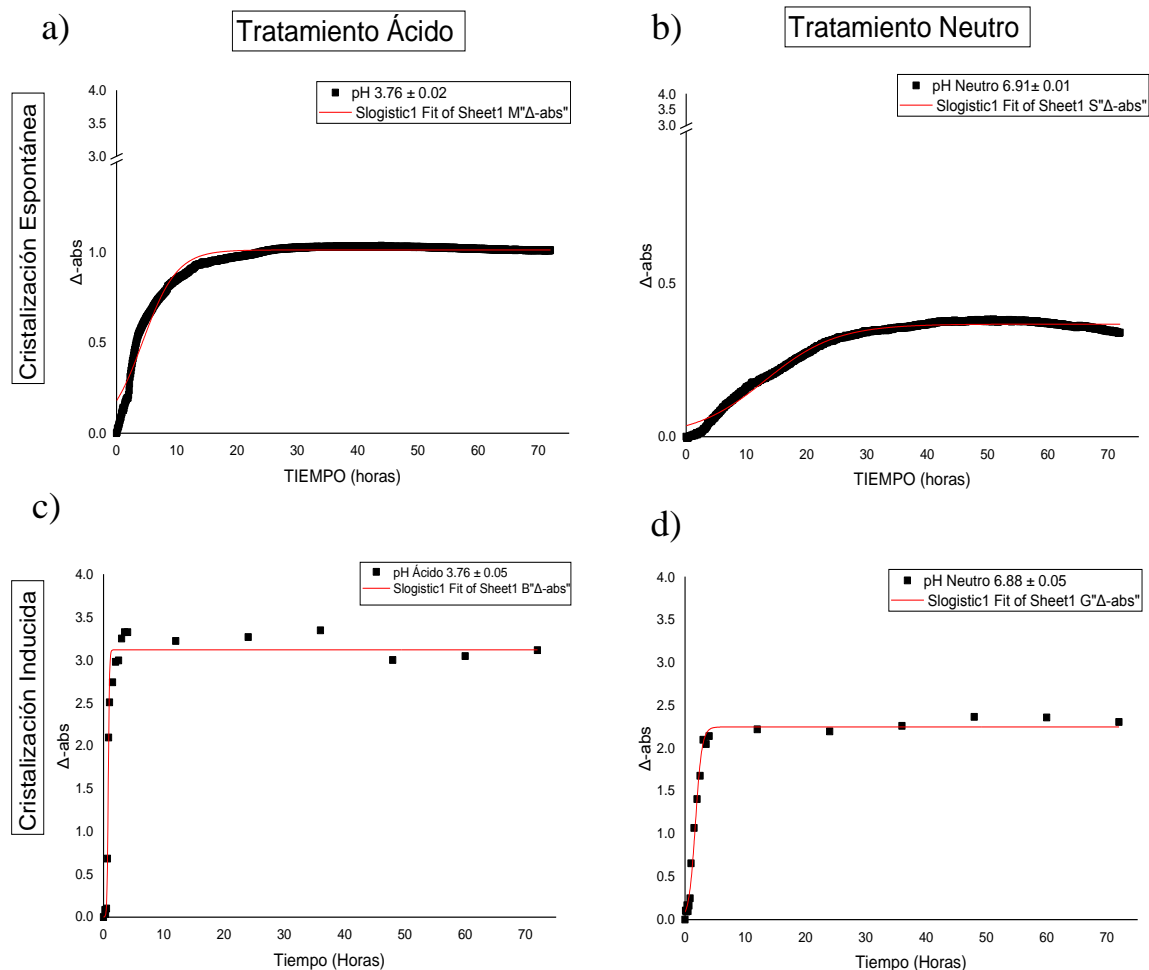 a)
Tratamiento Ácido
b)
Tratamiento Neutro
Cristalización Espontánea
pH 3.76 ± 0.02
Slogistic1 Fit of Sheet1 M"Δ-abs"
4.0
3.5
3.0
1.0
0.5
0.0
Δ-abs
0 10 20 30 40 50 60 70
TIEMPO (horas)
pH Neutro 6.91± 0.01
Slogistic1 Fit of Sheet1 S"Δ-abs"
4.0
3.5
3.0
0.5
0.0
Δ-abs
0 10 20 30 40 50 60 70
TIEMPO (horas)
c)
d)
Cristalización Inducida
pH Ácido 3.76 ± 0.05
Slogistic1 Fit of Sheet1 B"Δ-abs"
4.0
3.5
3.0
2.5
2.0
1.5
1.0
0.5
0.0
Δ-abs
0 10 20 30 40 50 60 70
Tiempo (Horas)
pH Neutro 6.88 ± 0.05
Slogistic1 Fit of Sheet1 G"Δ-abs"
4.0
3.5
3.0
2.5
2.0
1.5
1.0
0.5
0.0
Δ-abs
0 10 20 30 40 50 60 70
Tiempo (Horas)